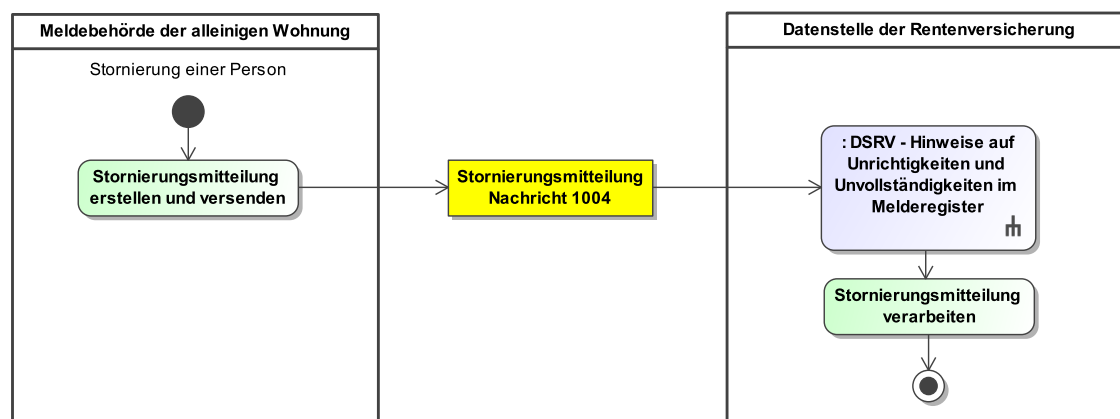 Meldebehörde der alleinigen Wohnung
Stornierung einer Person
Stornierungsmitteilung
erstellen und versenden
Stornierungsmitteilung
Nachricht 1004
Datenstelle der Rentenversicherung
: DSRV - Hinweise auf
Unrichtigkeiten und
Unvollständigkeiten im
Melderegister
Stornierungsmitteilung
verarbeiten